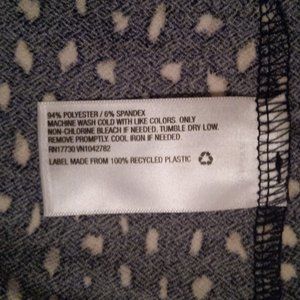 94% POLYESTER / 6% SPANDEX
MACHINE WASH COLD WITH LIKE COLORS. ONLY
NON-CHLORINE BLEACH IF NEEDED. TUMBLE DRY LOW.
REMOVE PROMPTLY. COOL IRON IF NEEDED.
RN17730 VN1042782
LABEL MADE FROM 100% RECYCLED PLASTIC